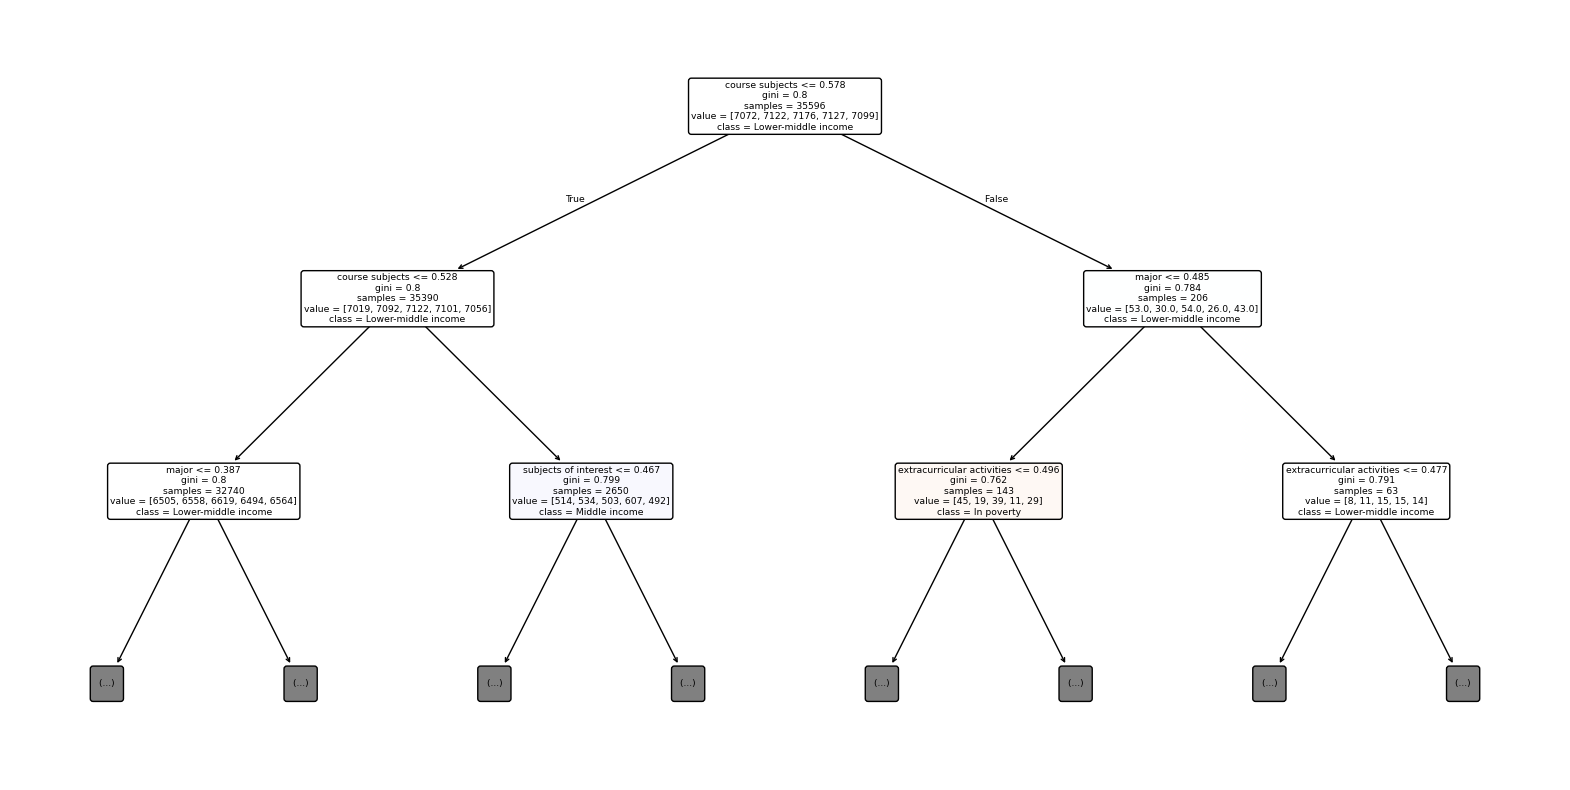 course subjects <= 0.578
gini = 0.8
samples = 35596
value = [7072, 7122, 7176, 7127, 7099]
class = Lower-middle income
True
False
course subjects <= 0.528
gini = 0.8
samples = 35390
value = [7019, 7092, 7122, 7101, 7056]
class = Lower-middle income
major <= 0.485
gini = 0.784
samples = 206
value = [53.0, 30.0, 54.0, 26.0, 43.0]
class = Lower-middle income
major <= 0.387
gini = 0.8
samples = 32740
value = [6505, 6558, 6619, 6494, 6564]
class = Lower-middle income
subjects of interest <= 0.467
gini = 0.799
samples = 2650
value = [514, 534, 503, 607, 492]
class = Middle income
extracurricular activities <= 0.496
gini = 0.762
samples = 143
value = [45, 19, 39, 11, 29]
class = In poverty
extracurricular activities <= 0.477
gini = 0.791
samples = 63
value = [8, 11, 15, 15, 14]
class = Lower-middle income
(...)
(...)
(...)
(...)
(...)
(...)
(...)
(...)